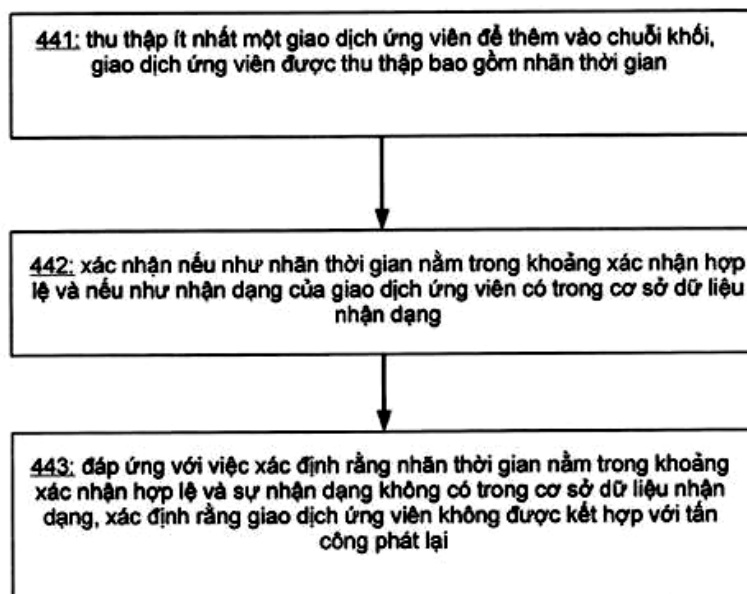 441: thu thập ít nhất một giao dịch ứng viên để thêm vào chuỗi khối,
giao dịch ứng viên được thu thập bao gồm nhãn thời gian
442: xác nhận nếu như nhãn thời gian nằm trong khoảng xác nhận hợp
lệ và nếu như nhận dạng của giao dịch ứng viên có trong cơ sở dữ liệu
nhận dạng
443: đáp ứng với việc xác định rằng nhãn thời gian nằm trong khoảng
xác nhận hợp lệ và sự nhận dạng không có trong cơ sở dữ liệu nhận
dạng, xác định rằng giao dịch ứng viên không được kết hợp với tấn
công phát lại